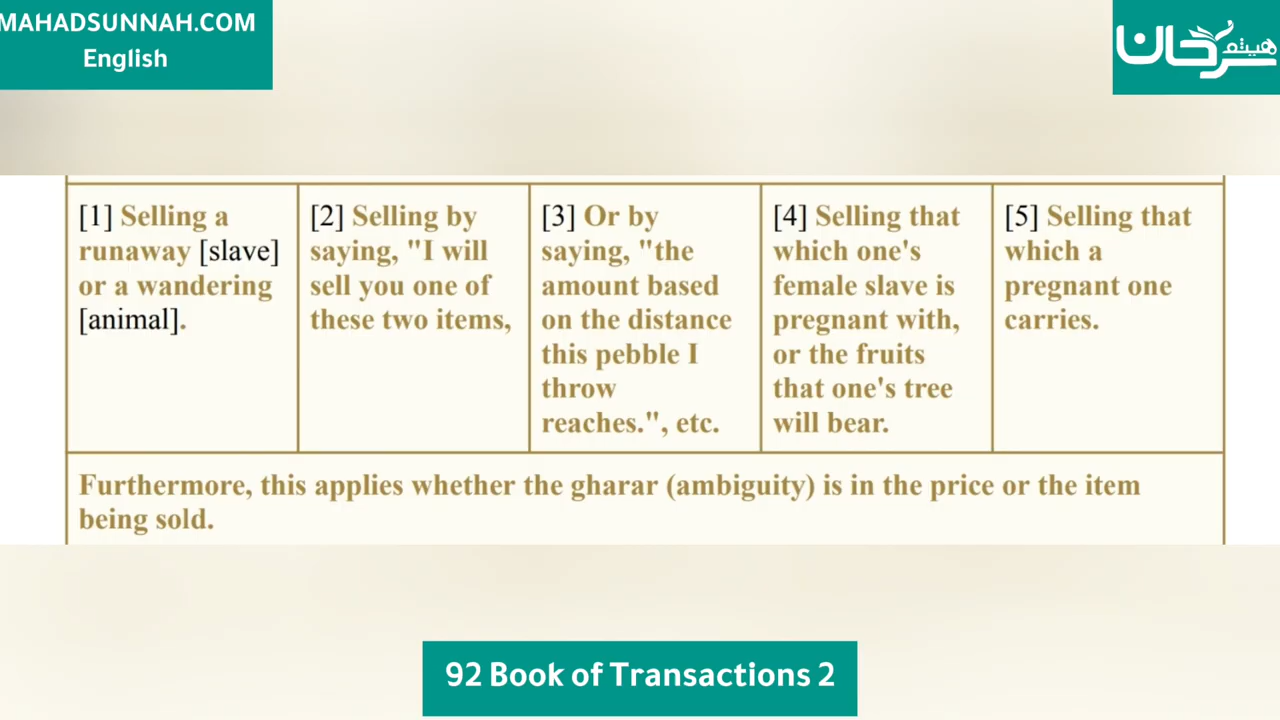 MAHADSUNNAH.COM
English
هيثم
سرحان
[1] Selling a
runaway [slave]
or a wandering
[animal].
[2] Selling by
saying, "I will
sell you one of
these two items,
[3] Or by
saying, "the
amount based
on the distance
this pebble I
throw
reaches.", etc.
[4] Selling that
which one's
female slave is
pregnant with,
or the fruits
that one's tree
will bear.
[5] Selling that
which a
pregnant one
carries.
Furthermore, this applies whether the gharar (ambiguity) is in the price or the item
being sold.
92 Book of Transactions 2